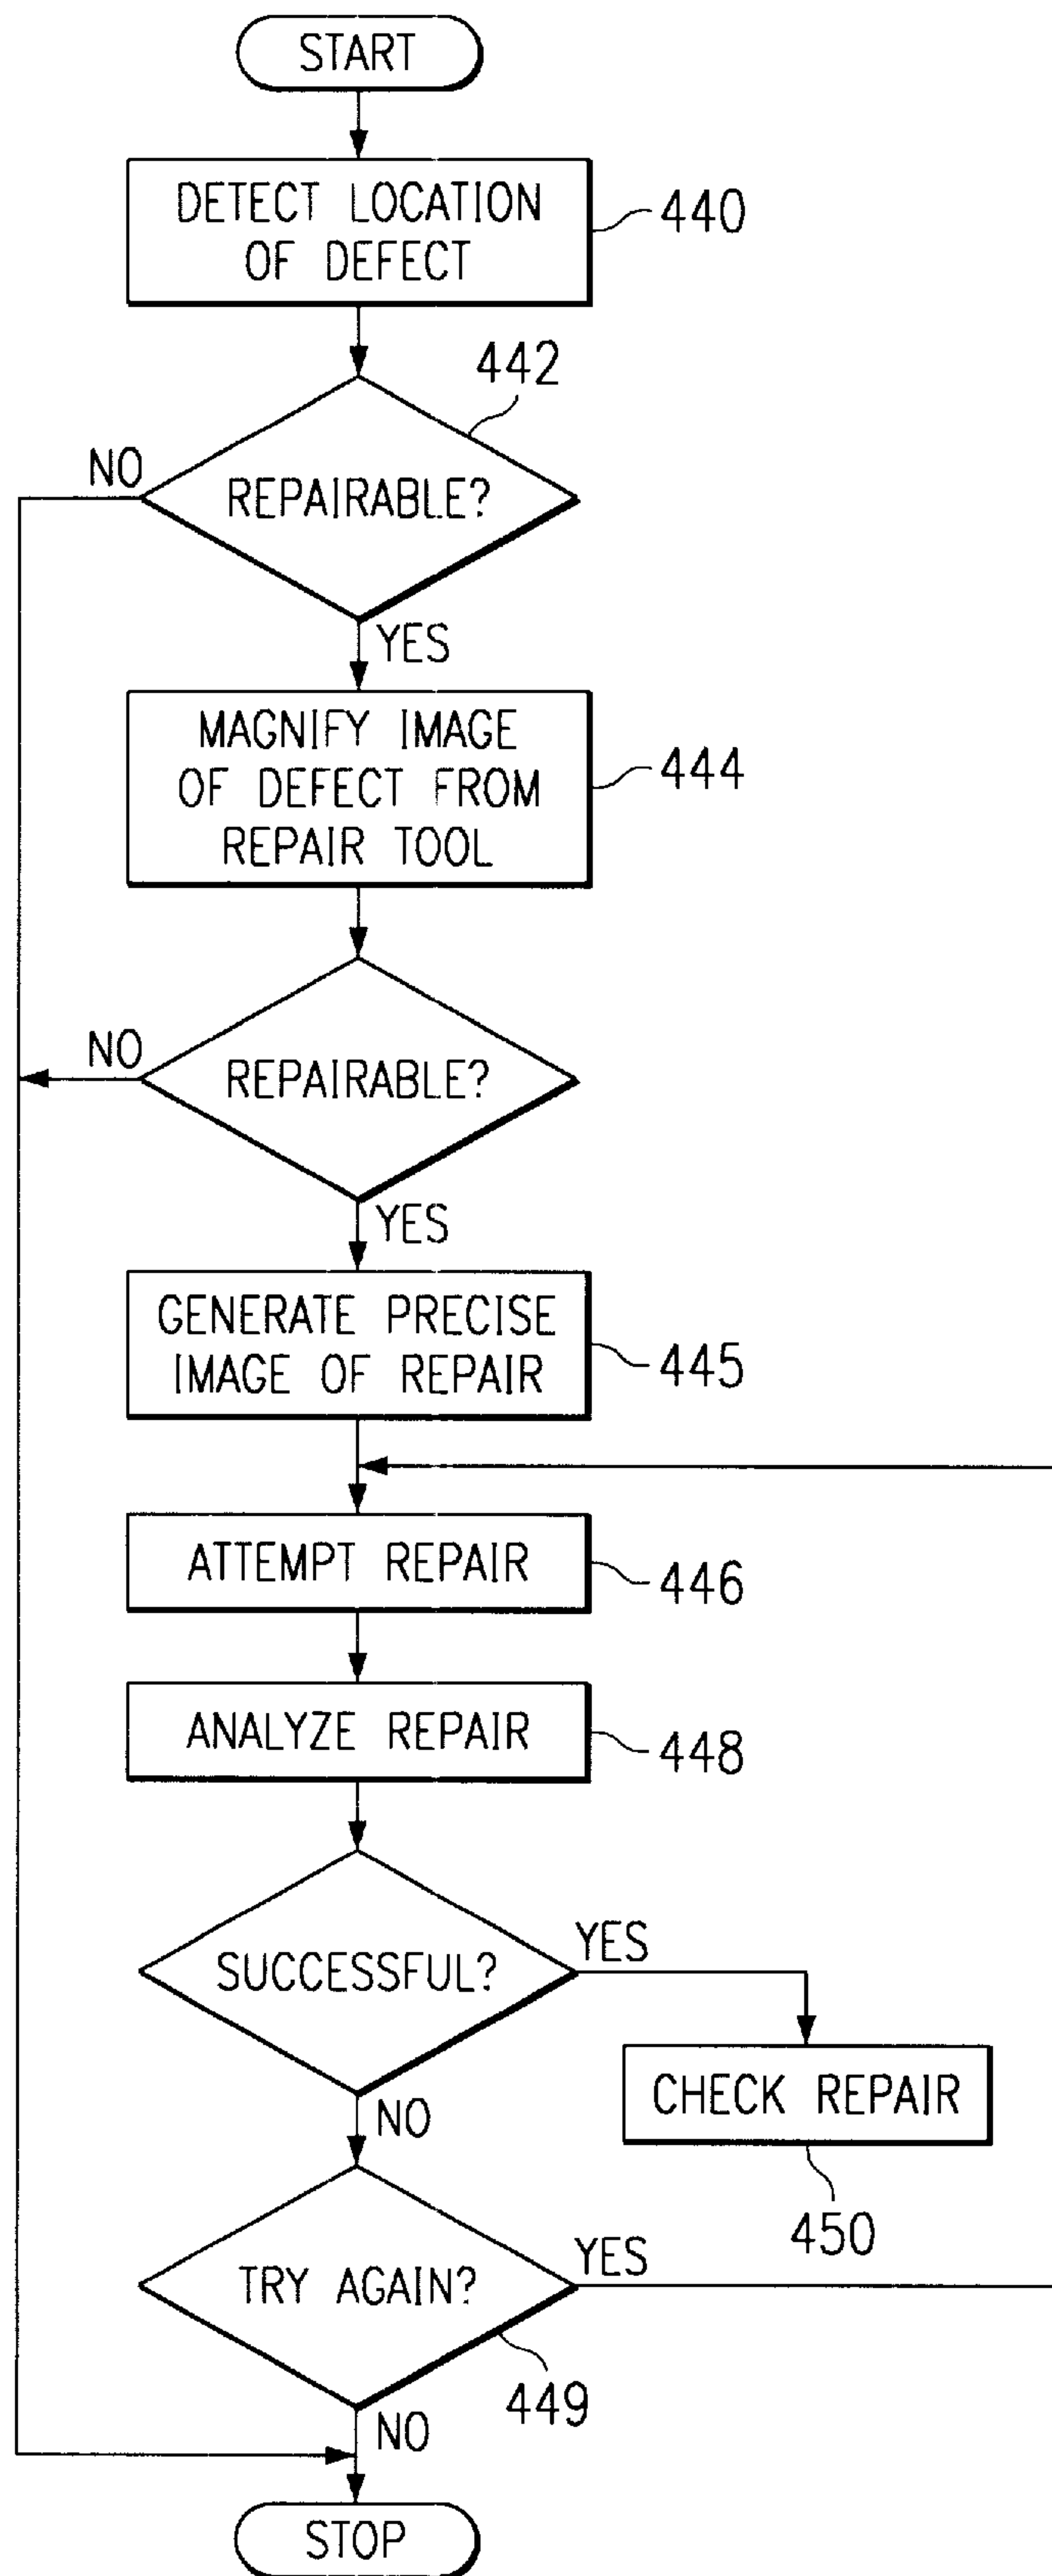 START
DETECT LOCATION
OF DEFECT
440
442
NO
REPAIRABLE?
YES
MAGNIFY IMAGE
OF DEFECT FROM
REPAIR TOOL
444
NO
REPAIRABLE?
YES
GENERATE PRECISE
IMAGE OF REPAIR
445
ATTEMPT REPAIR
446
ANALYZE REPAIR
448
SUCCESSFUL?
YES
CHECK REPAIR
450
NO
TRY AGAIN?
YES
449
NO
STOP